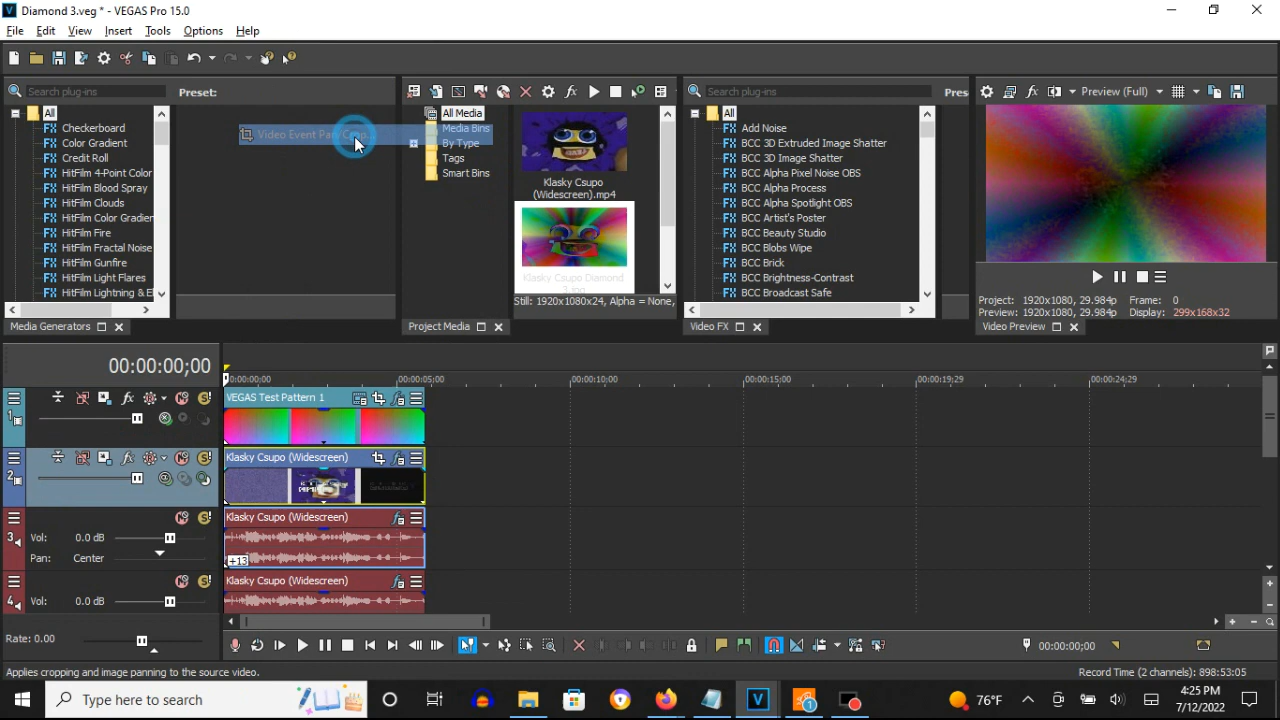 Diamond 3.veg * - VEGAS Pro 15.0
File Edit View Insert Tools Options Help
Search plug-ins
Preset:
Search plug-ins
Preview (Full)
All
Checkerboard
Color Gradient
Credit Roll
HitFilm 4-Point Color
HitFilm Blood Spray
HitFilm Clouds
HitFilm Color Gradien
HitFilm Fire
HitFilm Fractal Noise
HitFilm Gunfire
HitFilm Light Flares
HitFilm Lightning & El
Video Event Pan/Crop...
All Media
Media Bins
By Type
Tags
Smart Bins
Klasky Csupo
(Widescreen).mp4
Klasky Csupo Diamond
3.jpg
Still: 1920x1080x24, Alpha = None,
All
Add Noise
BCC 3D Extruded Image Shatter
BCC 3D Image Shatter
BCC Alpha Pixel Noise OBS
BCC Alpha Process
BCC Alpha Spotlight OBS
BCC Artist's Poster
BCC Beauty Studio
BCC Blobs Wipe
BCC Brick
BCC Brightness-Contrast
BCC Broadcast Safe
Project: 1920x1080, 29.984p Frame: 0
Preview: 1920x1080, 29.984p Display: 299x168x32
Media Generators
Project Media
Video FX
Video Preview
00:00:00;00
00:00:00;00 00:00:05;00 00:00:10;00 00:00:15;00 00:00:19;29 00:00:24;29
1
VEGAS Test Pattern 1
2
Klasky Csupo (Widescreen)
3
Vol: 0.0 dB
Pan: Center
Klasky Csupo (Widescreen)
+13
4
Vol: 0.0 dB
Klasky Csupo (Widescreen)
Rate: 0.00
00:00:00;00
Applies cropping and image panning to the source video.
Record Time (2 channels): 898:53:05
Type here to search
76°F
4:25 PM
7/12/2022